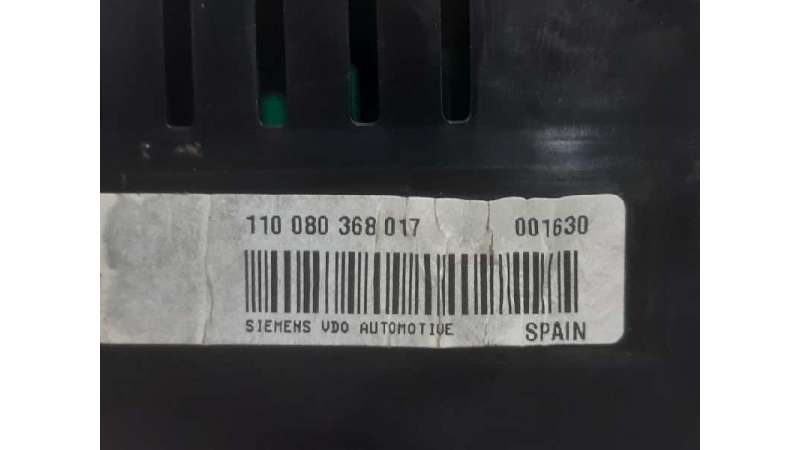 110 080 368 017 001630
SIEMENS VDO AUTOMOTIVE SPAIN